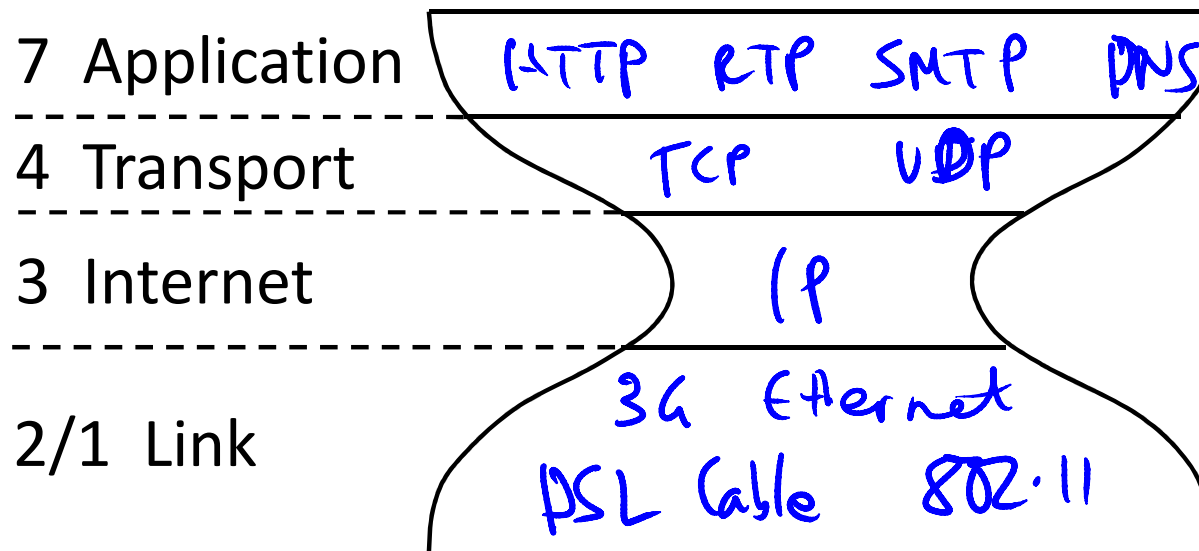 7 Application HTTP RTP SMTP DNS
4 Transport TCP UDP
3 Internet IP
3G Ethernet
2/1 Link
DSL Cable 802.11